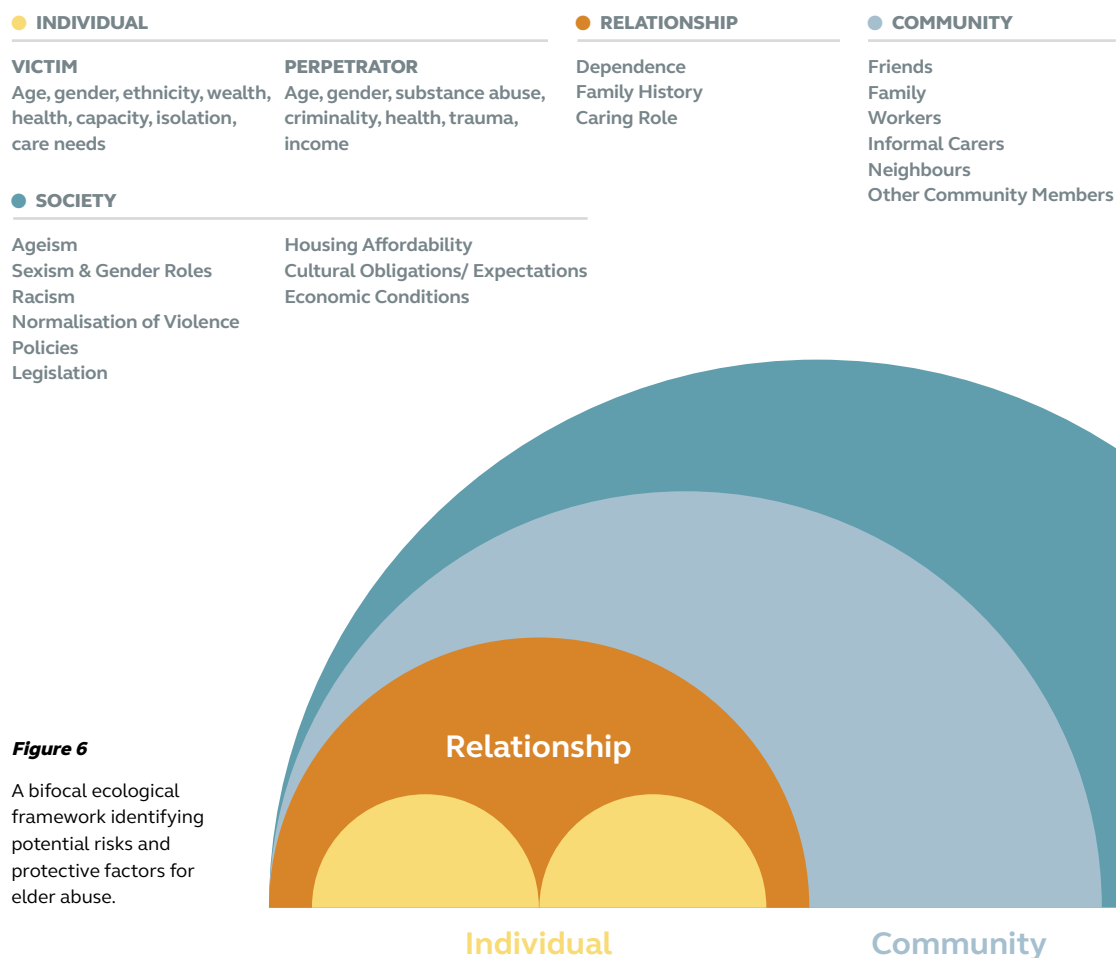 INDIVIDUAL
VICTIM
Age, gender, ethnicity, wealth,
health, capacity, isolation,
care needs
PERPETRATOR
Age, gender, substance abuse,
criminality, health, trauma,
income
RELATIONSHIP
Dependence
Family History
Caring Role
COMMUNITY
Friends
Family
Workers
Informal Carers
Neighbours
Other Community Members
SOCIETY
Ageism
Sexism & Gender Roles
Racism
Normalisation of Violence
Policies
Legislation
Housing Affordability
Cultural Obligations/ Expectations
Economic Conditions
Relationship
Figure 6
A bifocal ecological
framework identifying
potential risks and
protective factors for
elder abuse.
Individual
Community